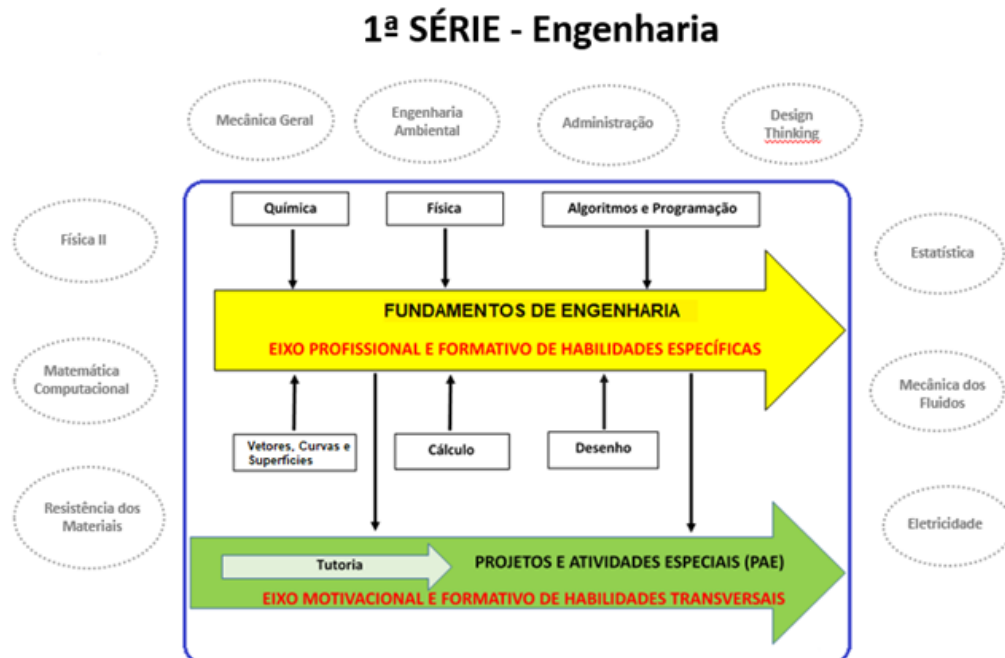 1ª SÉRIE - Engenharia
Mecânica Geral
Engenharia
Ambiental
Administração
Design
Thinking
Química
Física
Algoritmos e Programação
Física II
Estatística
FUNDAMENTOS DE ENGENHARIA
EIXO PROFISSIONAL E FORMATIVO DE HABILIDADES ESPECÍFICAS
Matemática
Computacional
Mecânica dos
Fluidos
Vetores, Curvas e
Superfícies
Cálculo
Desenho
Resistência dos
Materiais
Eletricidade
Tutoria
PROJETOS E ATIVIDADES ESPECIAIS (PAE)
EIXO MOTIVACIONAL E FORMATIVO DE HABILIDADES TRANSVERSAIS